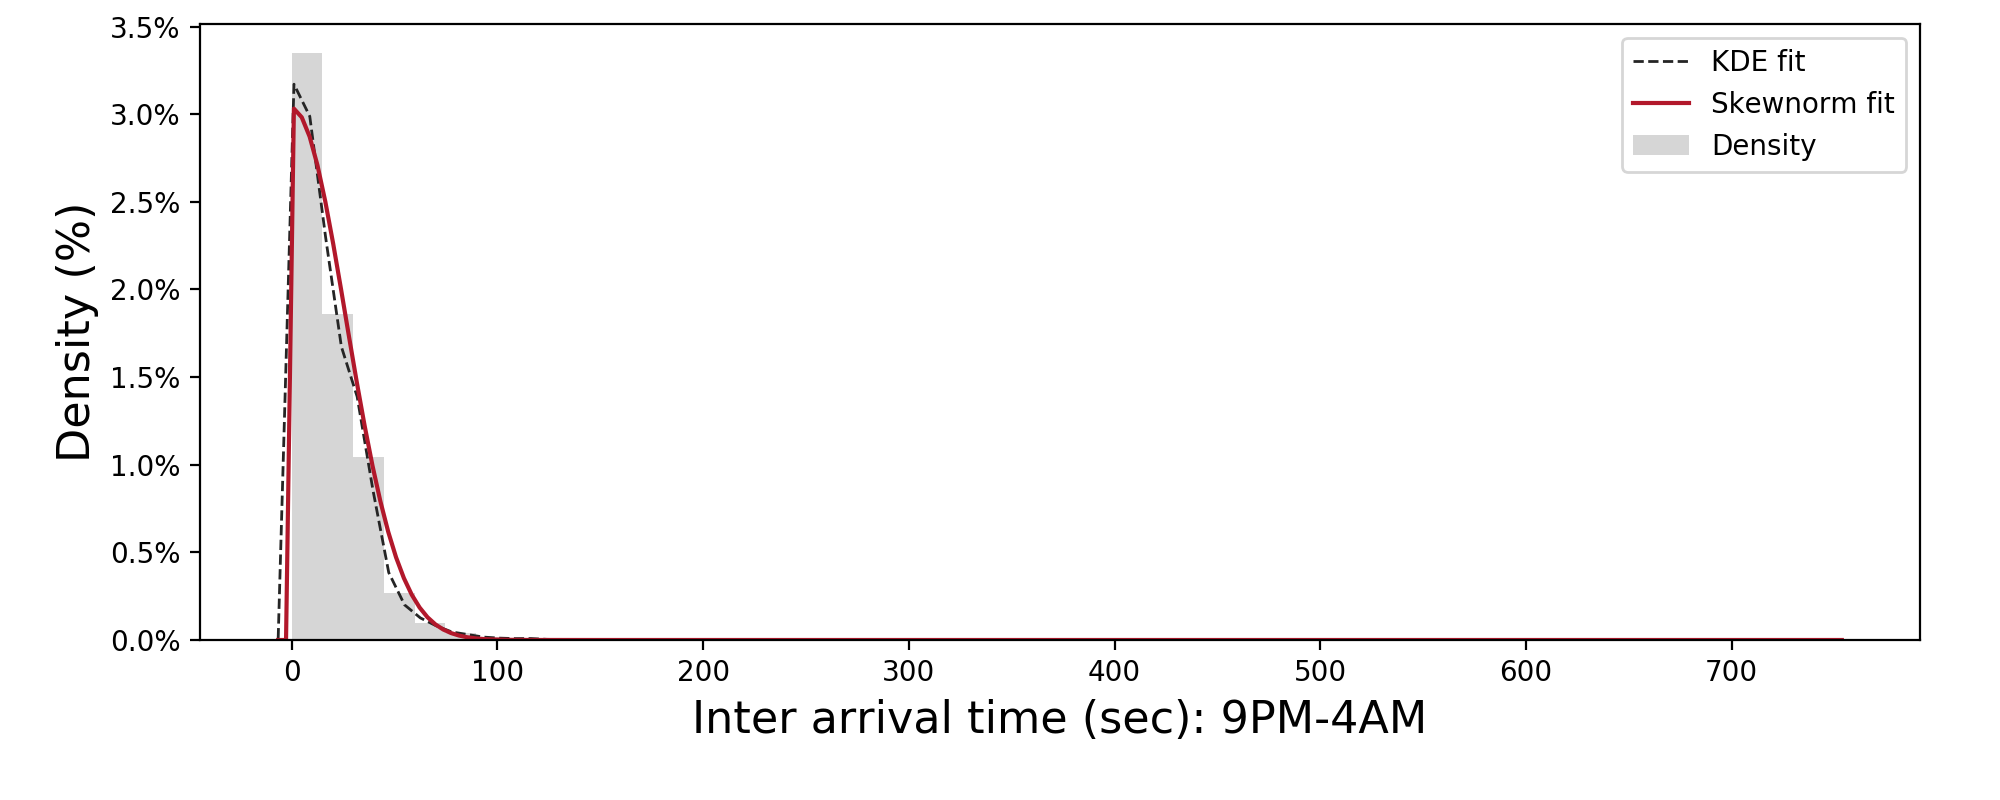 3.5%
3.0%
2.5%
2.0%
1.5%
1.0%
0.5%
0.0%
Density (%)
KDE fit
Skewnorm fit
Density
0 100 200 300 400 500 600 700
Inter arrival time (sec): 9PM-4AM